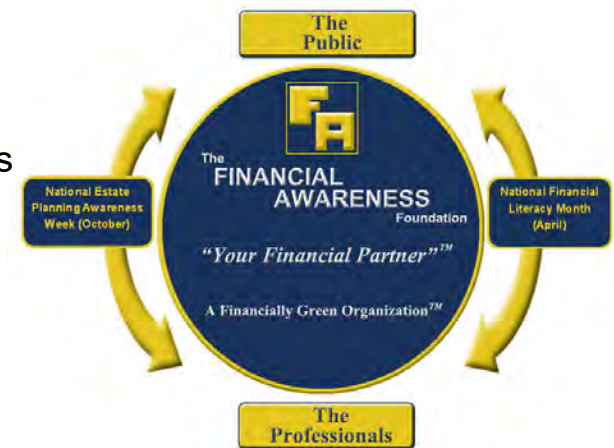 The
Public
s
FA
The
FINANCIAL
AWARENESS
Foundation
National Estate
Planning Awareness
Week (October)
National Financial
Literacy Month
(April)
"Your Financial Partner"™
A Financially Green Organization™
The
Professionals